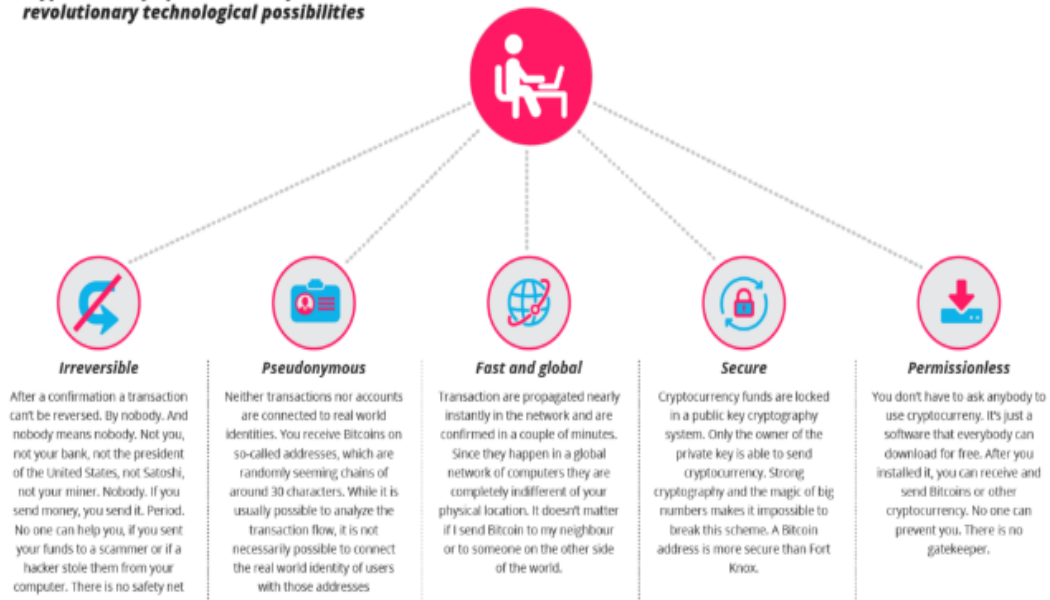 revolutionary technological possibilities
Irreversible
After a confirmation a transaction
can't be reversed. By nobody. And
nobody means nobody. Not you,
not your bank, not the president
of the United States, not Satoshi,
not your miner. Nobody. If you
send money, you send it. Period.
No one can help you, if you sent
your funds to a scammer or if a
hacker stole them from your
computer. There is no safety net
Pseudonymous
Neither transactions nor accounts
are connected to real world
identities. You receive Bitcoins on
so-called addresses, which are
randomly seeming chains of
around 30 characters. While it is
usually possible to analyze the
transaction flow, it is not
necessarily possible to connect
the real world identity of users
with those addresses
Fast and global
Transaction are propagated nearly
instantly in the network and are
confirmed in a couple of minutes.
Since they happen in a global
network of computers they are
completely indifferent of your
physical location. It doesn't matter
if I send Bitcoin to my neighbour
or to someone on the other side
of the world.
Secure
Cryptocurrency funds are locked
in a public key cryptography
system. Only the owner of the
private key is able to send
cryptocurrency. Strong
cryptography and the magic of big
numbers makes it impossible to
break this scheme. A Bitcoin
address is more secure than Fort
Knox.
Permissionless
You don't have to ask anybody to
use cryptocurreny. It's just a
software that everybody can
download for free. After you
installed it, you can receive and
send Bitcoins or other
cryptocurrency. No one can
prevent you. There is no
gatekeeper.